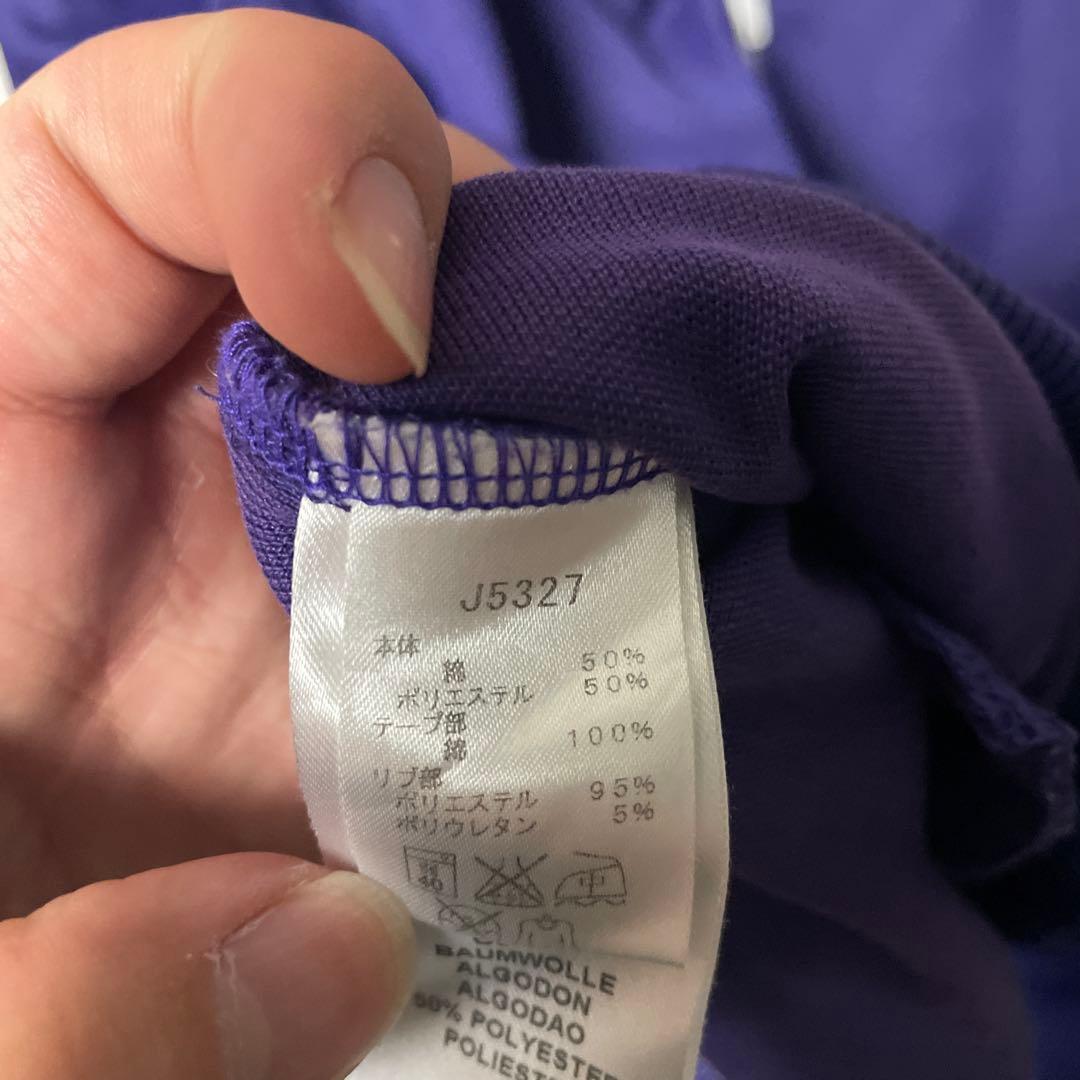 J5327
本体
綿 50%
ポリエステル 50%
テープ部
綿 100%
リブ部
ポリエステル 95%
ポリウレタン 5%
40 中
BAUMWOLLE
ALGODON
ALGODAO
50% POLYESTER